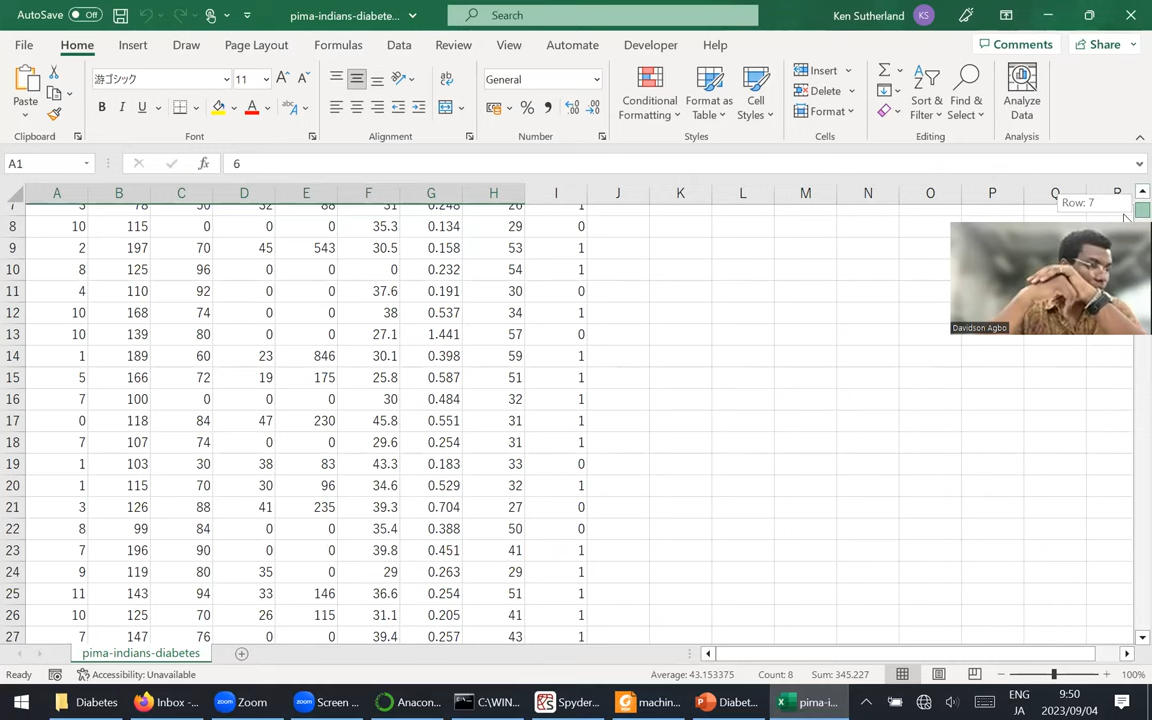 AutoSave Off pima-indians-diabete... Search Ken Sutherland KS
File Home Insert Draw Page Layout Formulas Data Review View Automate Developer Help Comments Share
Paste 游ゴシック 11 General Conditional Formatting Format as Table Cell Styles Insert Delete Format Sort & Filter Find & Select Analyze Data
Clipboard Font Alignment Number Styles Cells Editing Analysis
A1 fx 6
A B C D E F G H I J K L M N O P Q R
Row: 7
7 3 78 50 32 88 31 0.248 26 1
8 10 115 0 0 0 35.3 0.134 29 0
9 2 197 70 45 543 30.5 0.158 53 1
10 8 125 96 0 0 0 0.232 54 1
11 4 110 92 0 0 37.6 0.191 30 0
12 10 168 74 0 0 38 0.537 34 1
13 10 139 80 0 0 27.1 1.441 57 0
14 1 189 60 23 846 30.1 0.398 59 1
15 5 166 72 19 175 25.8 0.587 51 1
16 7 100 0 0 0 30 0.484 32 1
17 0 118 84 47 230 45.8 0.551 31 1
18 7 107 74 0 0 29.6 0.254 31 1
19 1 103 30 38 83 43.3 0.183 33 0
20 1 115 70 30 96 34.6 0.529 32 1
21 3 126 88 41 235 39.3 0.704 27 0
22 8 99 84 0 0 35.4 0.388 50 0
23 7 196 90 0 0 39.8 0.451 41 1
24 9 119 80 35 0 29 0.263 29 1
25 11 143 94 33 146 36.6 0.254 51 1
26 10 125 70 26 115 31.1 0.205 41 1
27 7 147 76 0 0 39.4 0.257 43 1
Davidson Agbo
pima-indians-diabetes
Ready Accessibility: Unavailable Average: 43.153375 Count: 8 Sum: 345.227 100%
Diabetes Inbox -... Zoom Screen ... Anacon... C:\WIN... Spyder... machin... Diabet... pima-i... ENG JA 9:50 2023/09/04